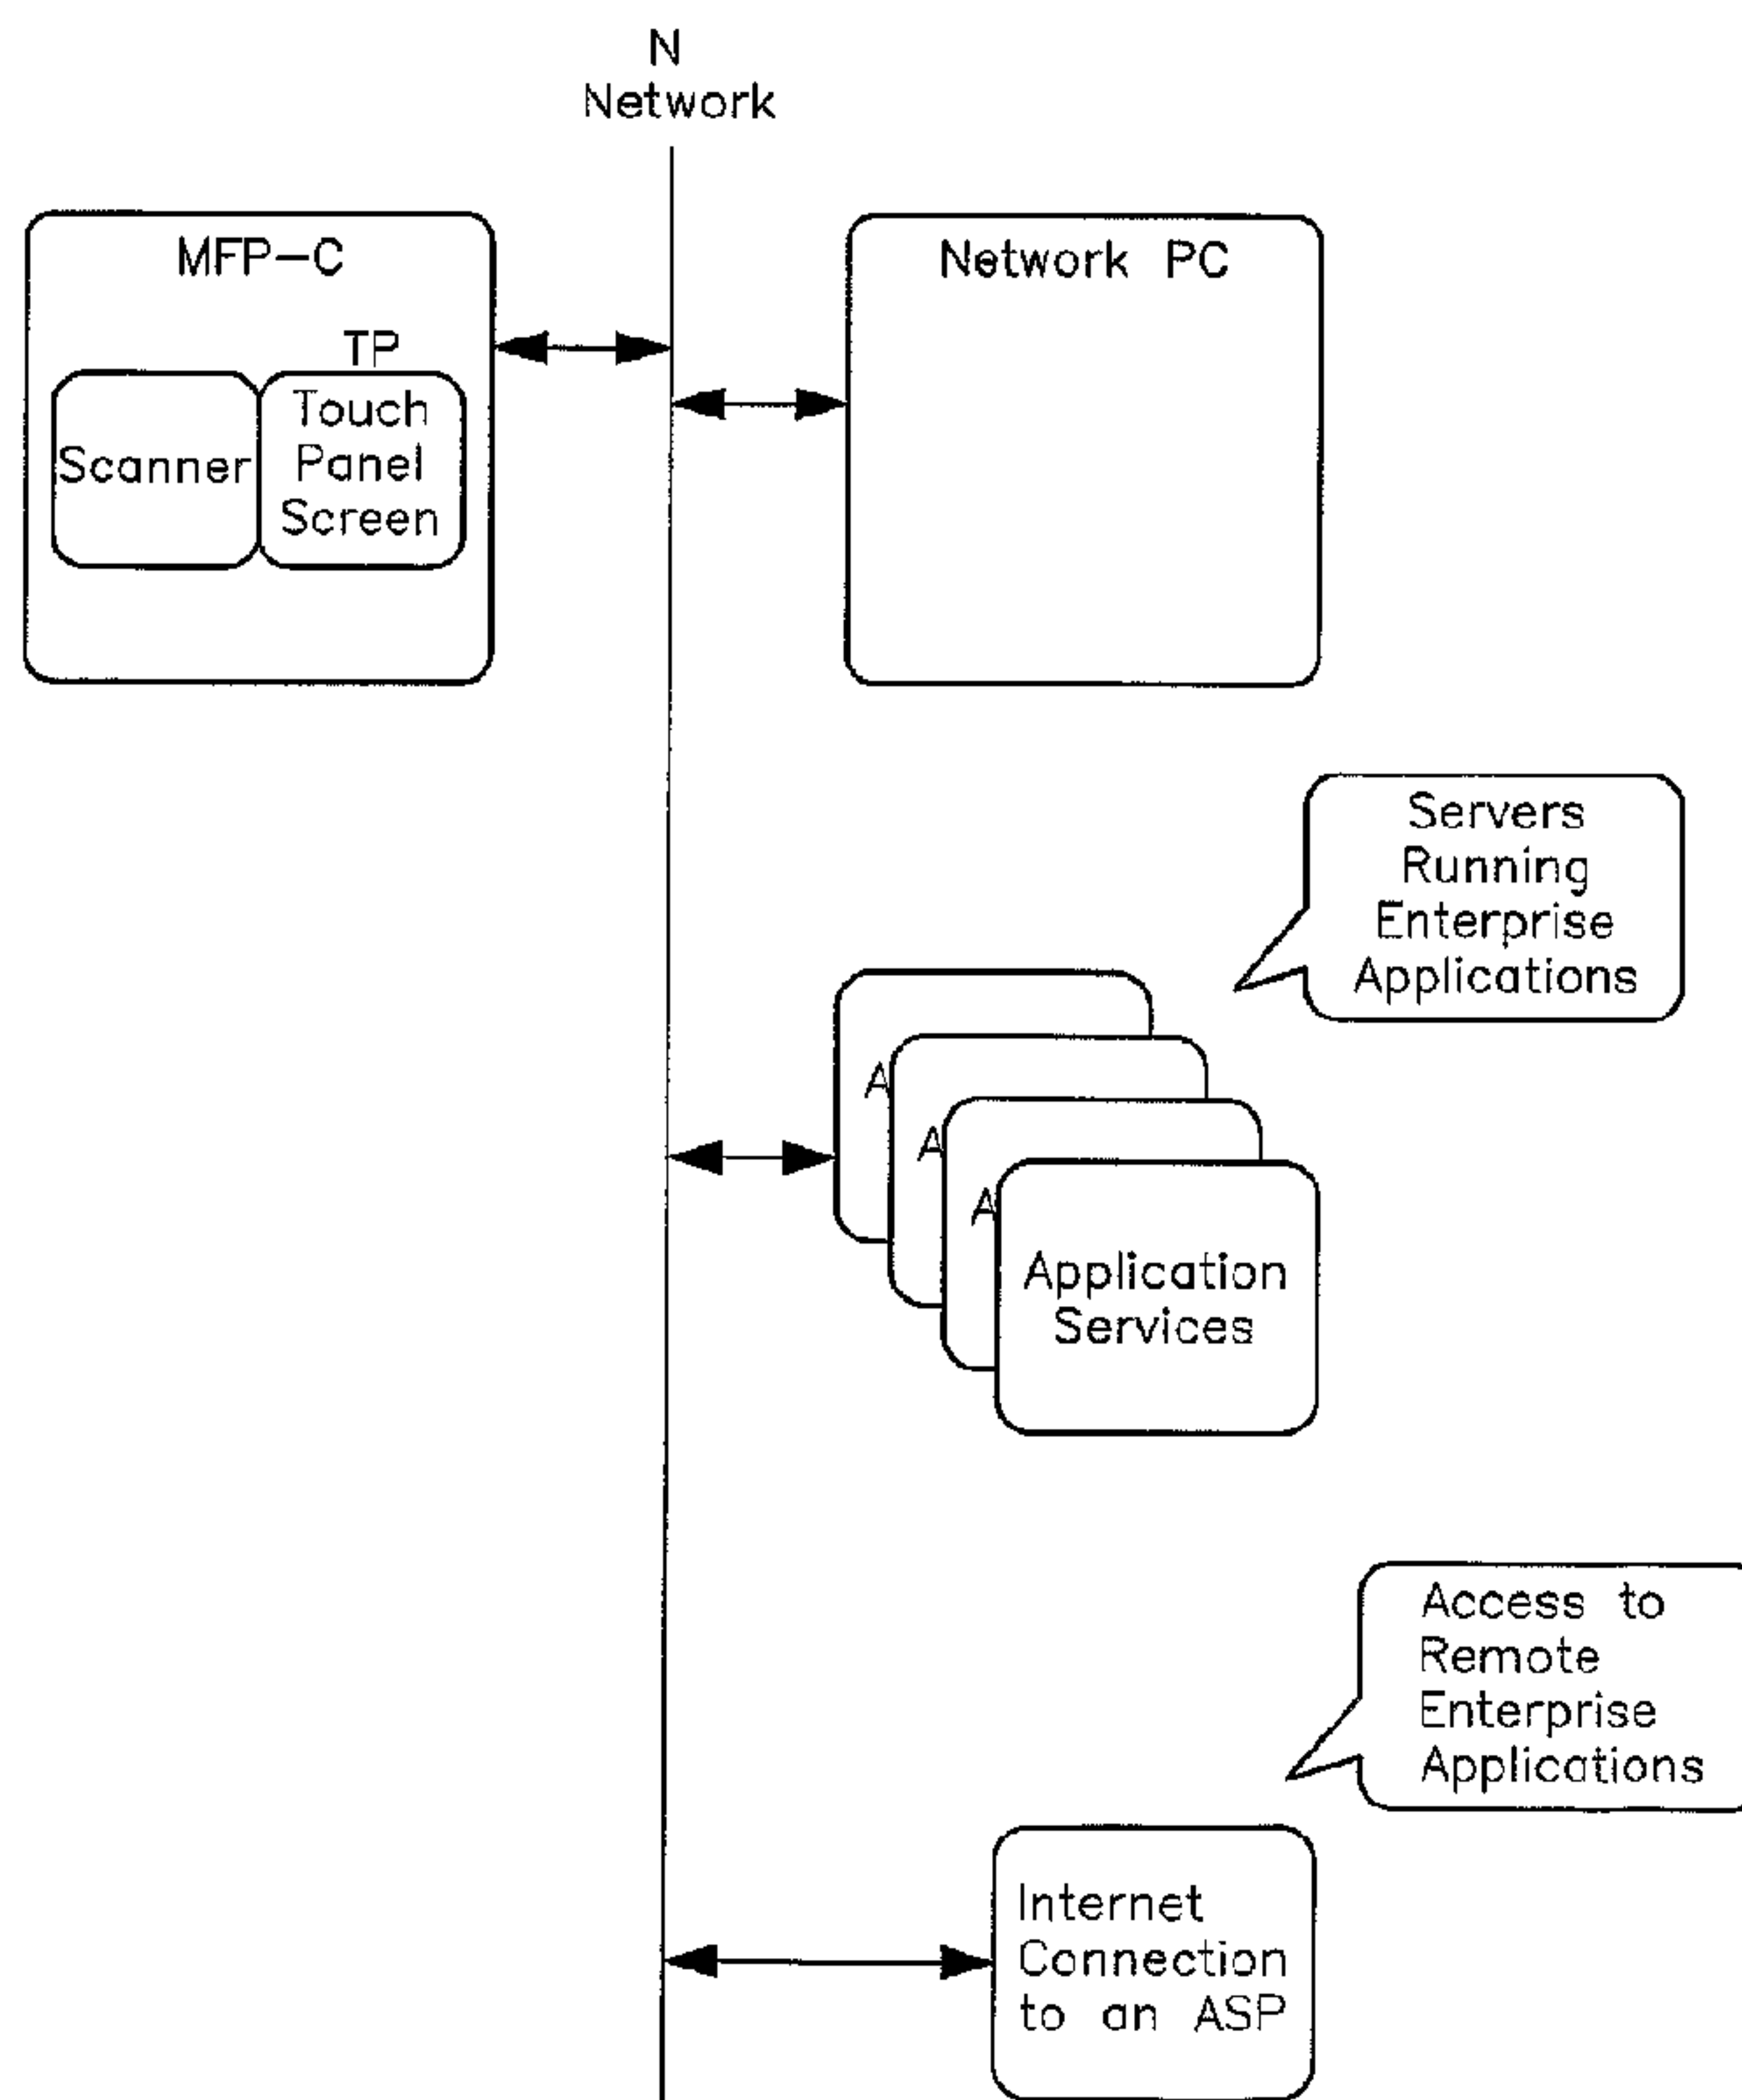 N
Network
MFP-C
TP
Scanner
Touch
Panel
Screen
Network PC
Servers
Running
Enterprise
Applications
A
A
A
Application
Services
Access to
Remote
Enterprise
Applications
Internet
Connection
to an ASP